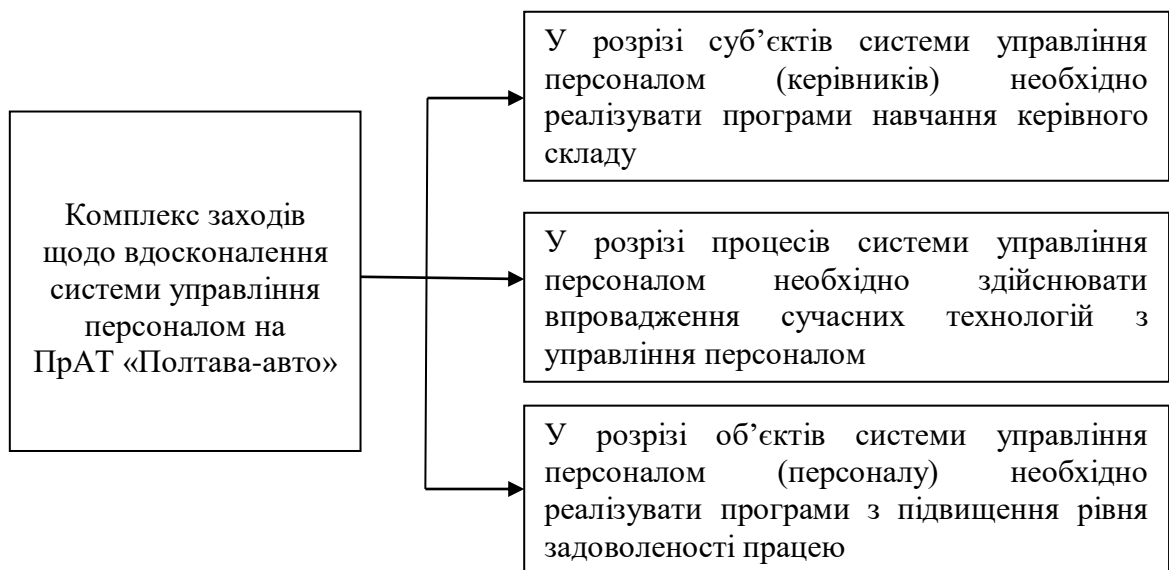 Комплекс заходів
щодо вдосконалення
системи управління
персоналом на
ПрАТ «Полтава-авто»
У розрізі суб’єктів системи управління
персоналом (керівників) необхідно
реалізувати програми навчання керівного
складу
У розрізі процесів системи управління
персоналом необхідно здійснювати
впровадження сучасних технологій з
управління персоналом
У розрізі об’єктів системи управління
персоналом (персоналу) необхідно
реалізувати програми з підвищення рівня
задоволеності працею